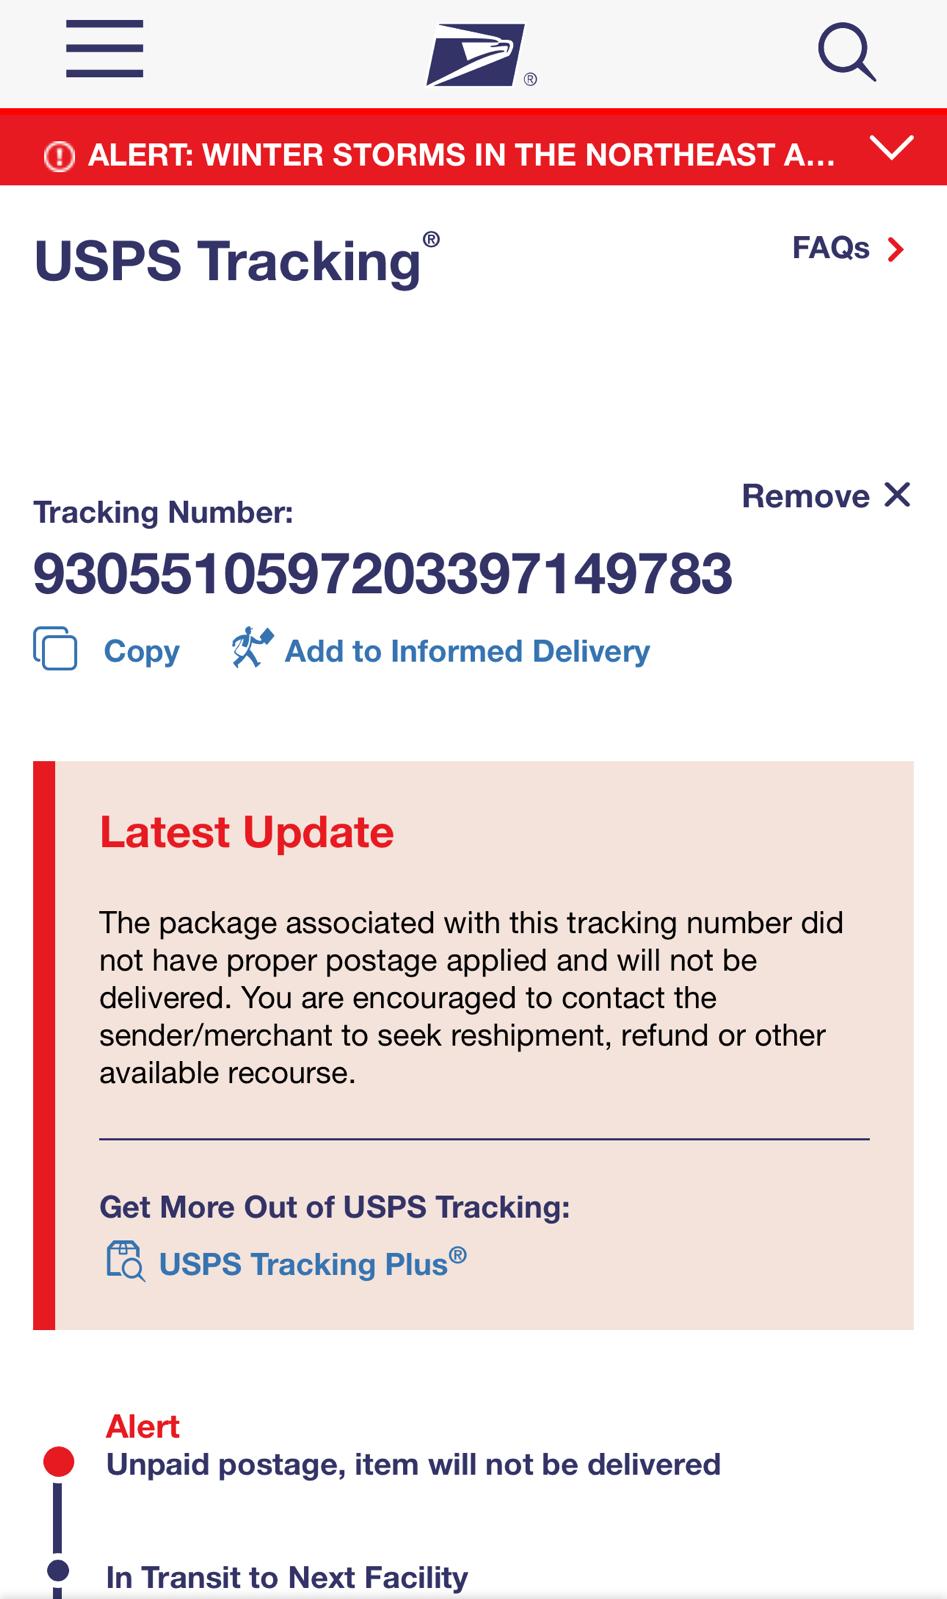 ®
ALERT: WINTER STORMS IN THE NORTHEAST A...
USPS Tracking®
FAQs
Remove
Tracking Number:
9305510597203397149783
Copy
Add to Informed Delivery
Latest Update
The package associated with this tracking number did
not have proper postage applied and will not be
delivered. You are encouraged to contact the
sender/merchant to seek reshipment, refund or other
available recourse.
Get More Out of USPS Tracking:
USPS Tracking Plus®
Alert
Unpaid postage, item will not be delivered
In Transit to Next Facility